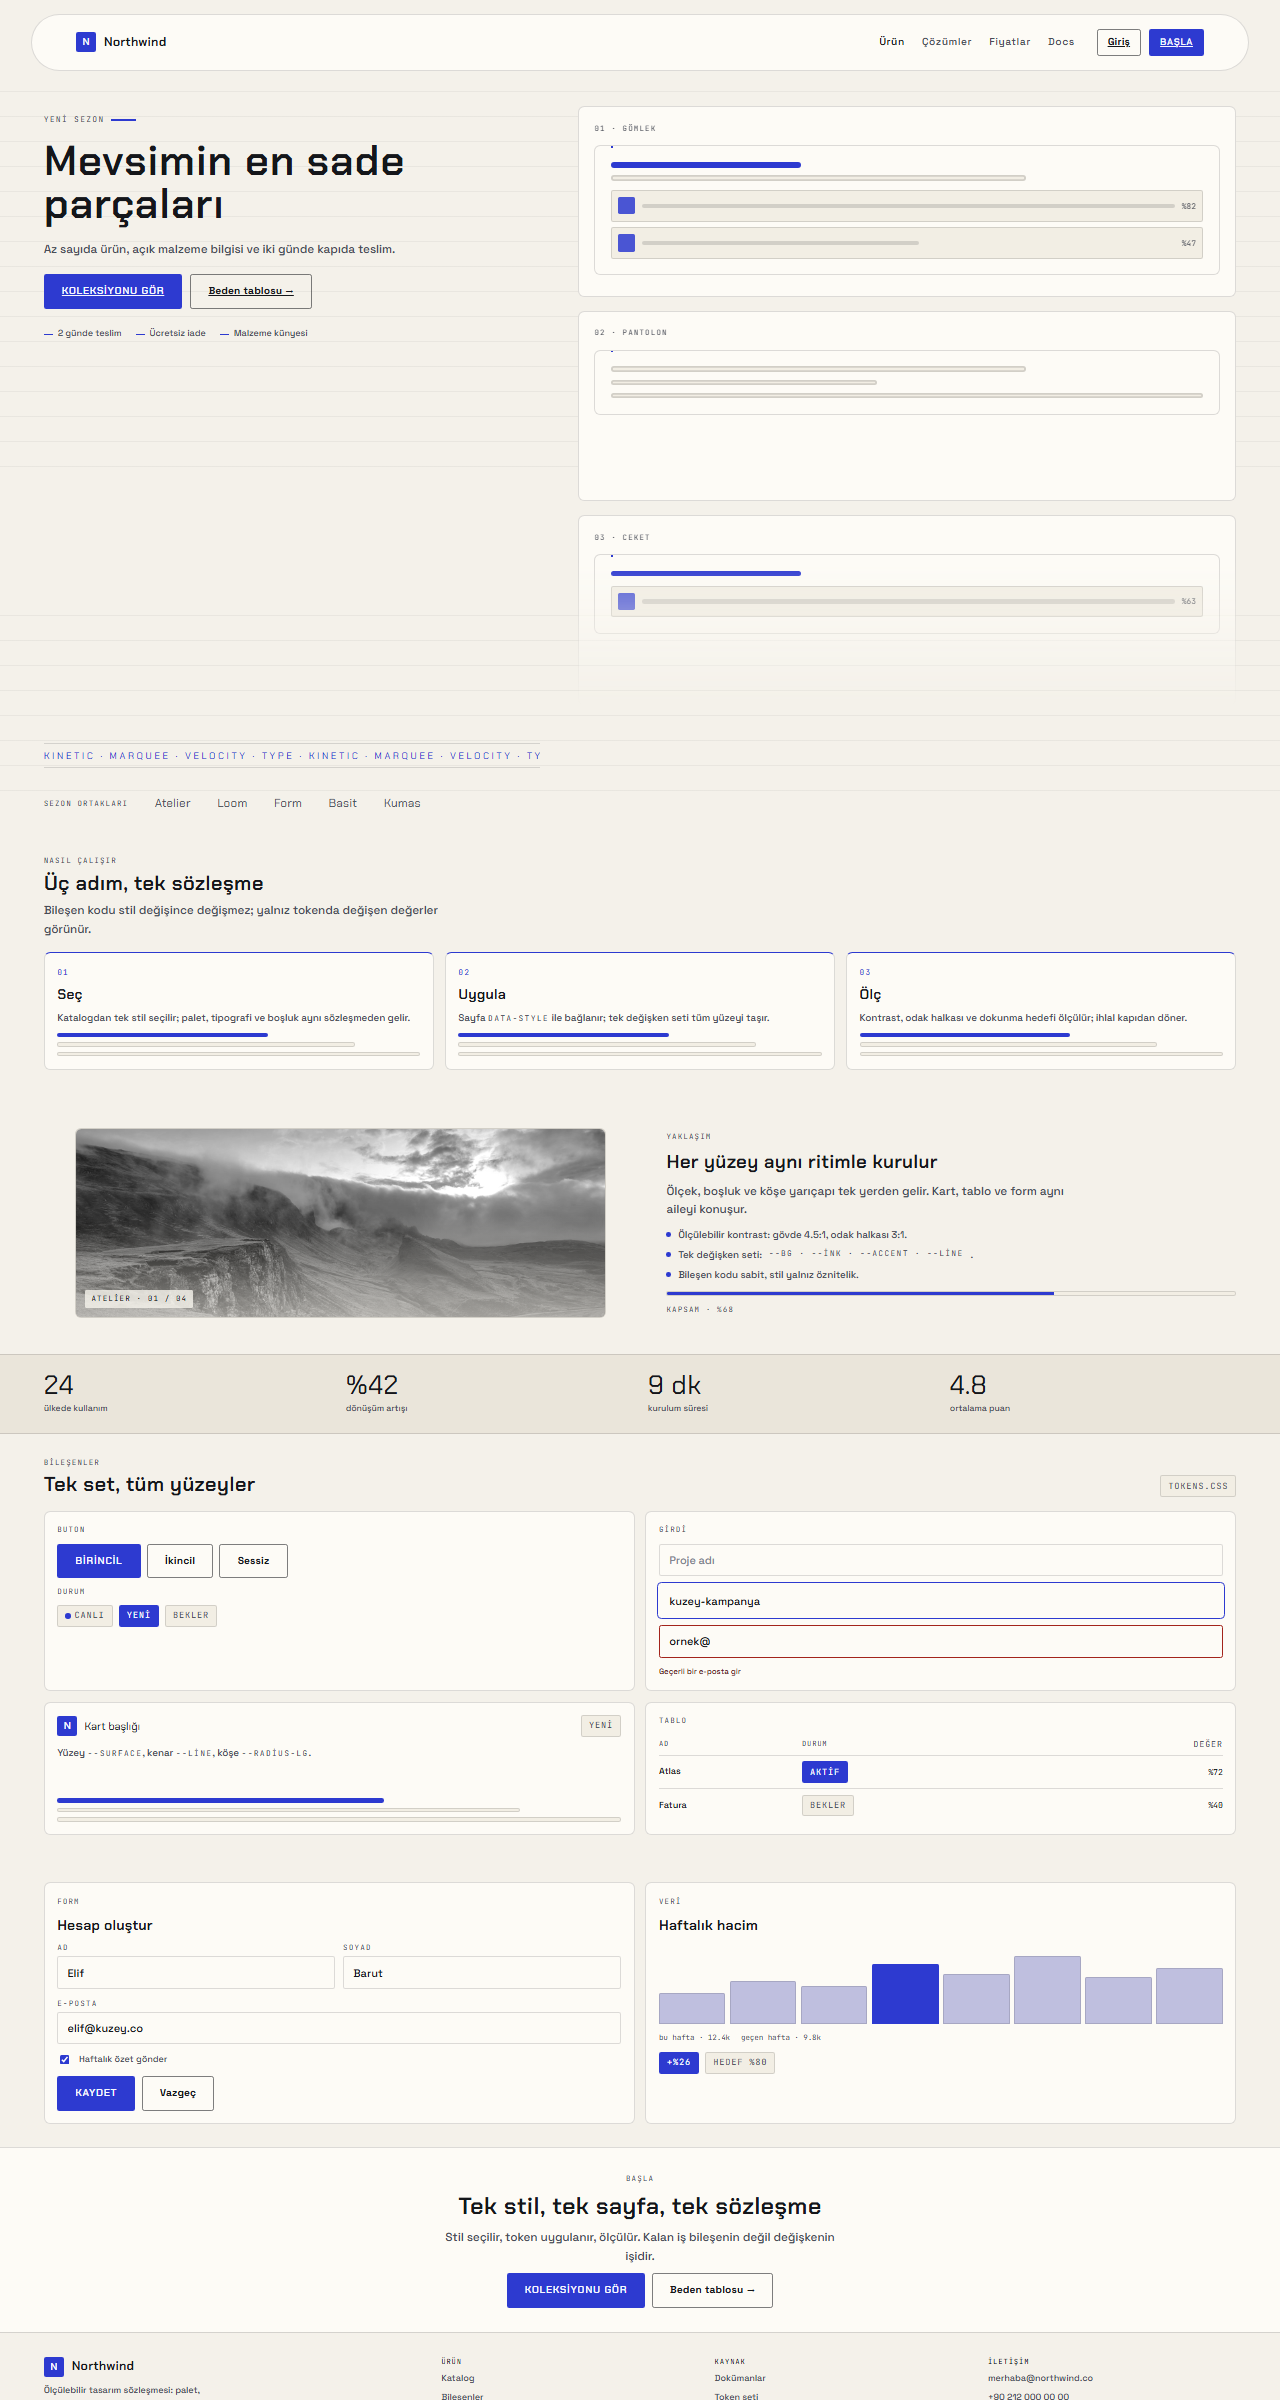 N Northwind
Ürün Çözümler Fiyatlar Docs Giriş BAŞLA
YENİ SEZON
Mevsimin en sade
parçaları
Az sayıda ürün, açık malzeme bilgisi ve iki günde kapıda teslim.
KOLEKSİYONU GÖR Beden tablosu →
— 2 günde teslim — Ücretsiz iade — Malzeme künyesi
01 · GÖMLEK
%82
%47
02 · PANTOLON
03 · CEKET
%63
KINETIC · MARQUEE · VELOCITY · TYPE · KINETIC · MARQUEE · VELOCITY · TY
SEZON ORTAKLARI Atelier Loom Form Basit Kumas
NASIL ÇALIŞIR
Üç adım, tek sözleşme
Bileşen kodu stil değişince değişmez; yalnız tokenda değişen değerler
görünür.
01
Seç
Katalogdan tek stil seçilir; palet, tipografi ve boşluk aynı sözleşmeden gelir.
02
Uygula
Sayfa DATA-STYLE ile bağlanır; tek değişken seti tüm yüzeyi taşır.
03
Ölç
Kontrast, odak halkası ve dokunma hedefi ölçülür; ihlal kapıdan döner.
ATELİER · 01 / 04
YAKLAŞIM
Her yüzey aynı ritimle kurulur
Ölçek, boşluk ve köşe yarıçapı tek yerden gelir. Kart, tablo ve form aynı
aileyi konuşur.
Ölçülebilir kontrast: gövde 4.5:1, odak halkası 3:1.
Tek değişken seti: --BG · --İNK · --ACCENT · --LİNE .
Bileşen kodu sabit, stil yalnız öznitelik.
KAPSAM · %68
24
ülkede kullanım
%42
dönüşüm artışı
9 dk
kurulum süresi
4.8
ortalama puan
BİLEŞENLER
Tek set, tüm yüzeyler
TOKENS.CSS
BUTON
BİRİNCİL İkincil Sessiz
DURUM
CANLI YENİ BEKLER
GİRDİ
Proje adı
kuzey-kampanya
ornek@
Geçerli bir e-posta gir
N Kart başlığı YENİ
Yüzey --SURFACE, kenar --LİNE, köşe --RADİUS-LG.
TABLO
AD DURUM DEĞER
Atlas AKTİF %72
Fatura BEKLER %40
FORM
Hesap oluştur
AD SOYAD
Elif Barut
E-POSTA
elif@kuzey.co
Haftalık özet gönder
KAYDET Vazgeç
VERİ
Haftalık hacim
bu hafta · 12.4k geçen hafta · 9.8k
+%26 HEDEF %80
BAŞLA
Tek stil, tek sayfa, tek sözleşme
Stil seçilir, token uygulanır, ölçülür. Kalan iş bileşenin değil değişkenin
işidir.
KOLEKSİYONU GÖR Beden tablosu →
N Northwind
Ölçülebilir tasarım sözleşmesi: palet,
ÜRÜN
Katalog
Bileşenler
KAYNAK
Dokümanlar
Token seti
İLETİŞİM
merhaba@northwind.co
+90 212 000 00 00